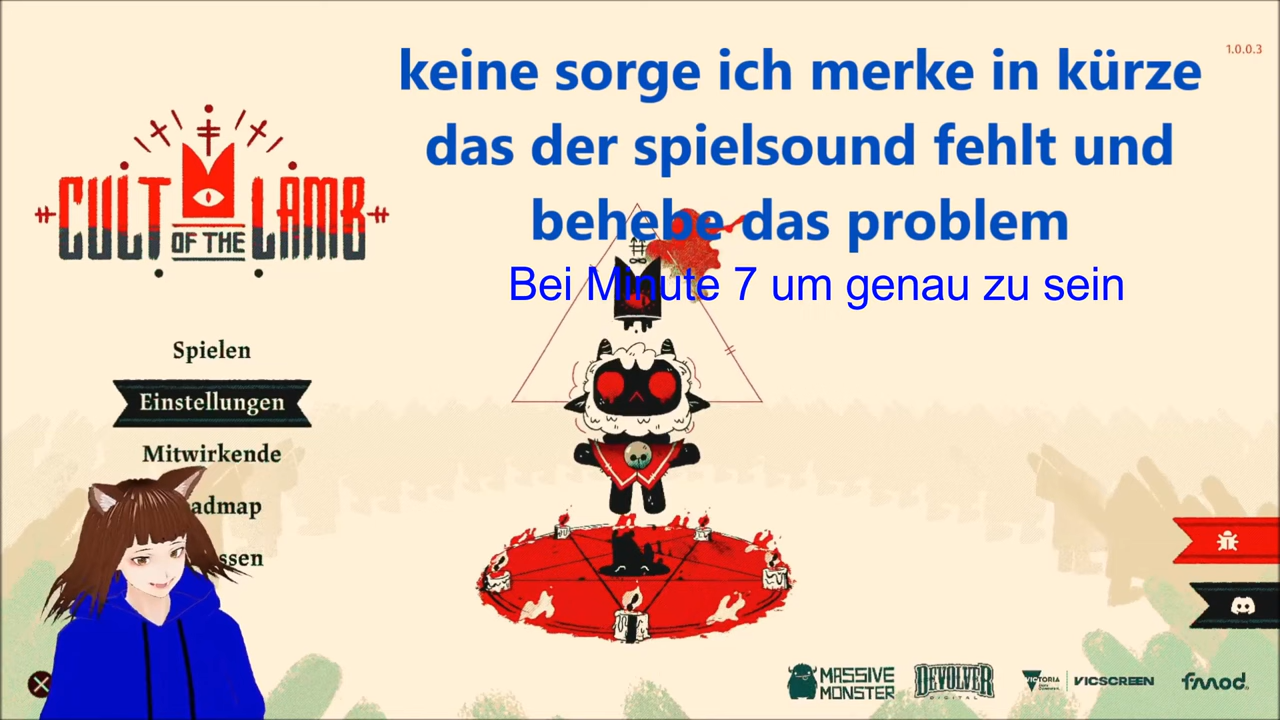 keine sorge ich merke in kürze
1.0.0.3
das der spielsound fehlt und
behebe das problem
Bei Minute 7 um genau zu sein
CULT OF THE LAMB
Spielen
Einstellungen
Mitwirkende
admap
ssen
MASSIVE MONSTER
DEVOLVER DIGITAL
VICTORIA
VICSCREEN
fmod